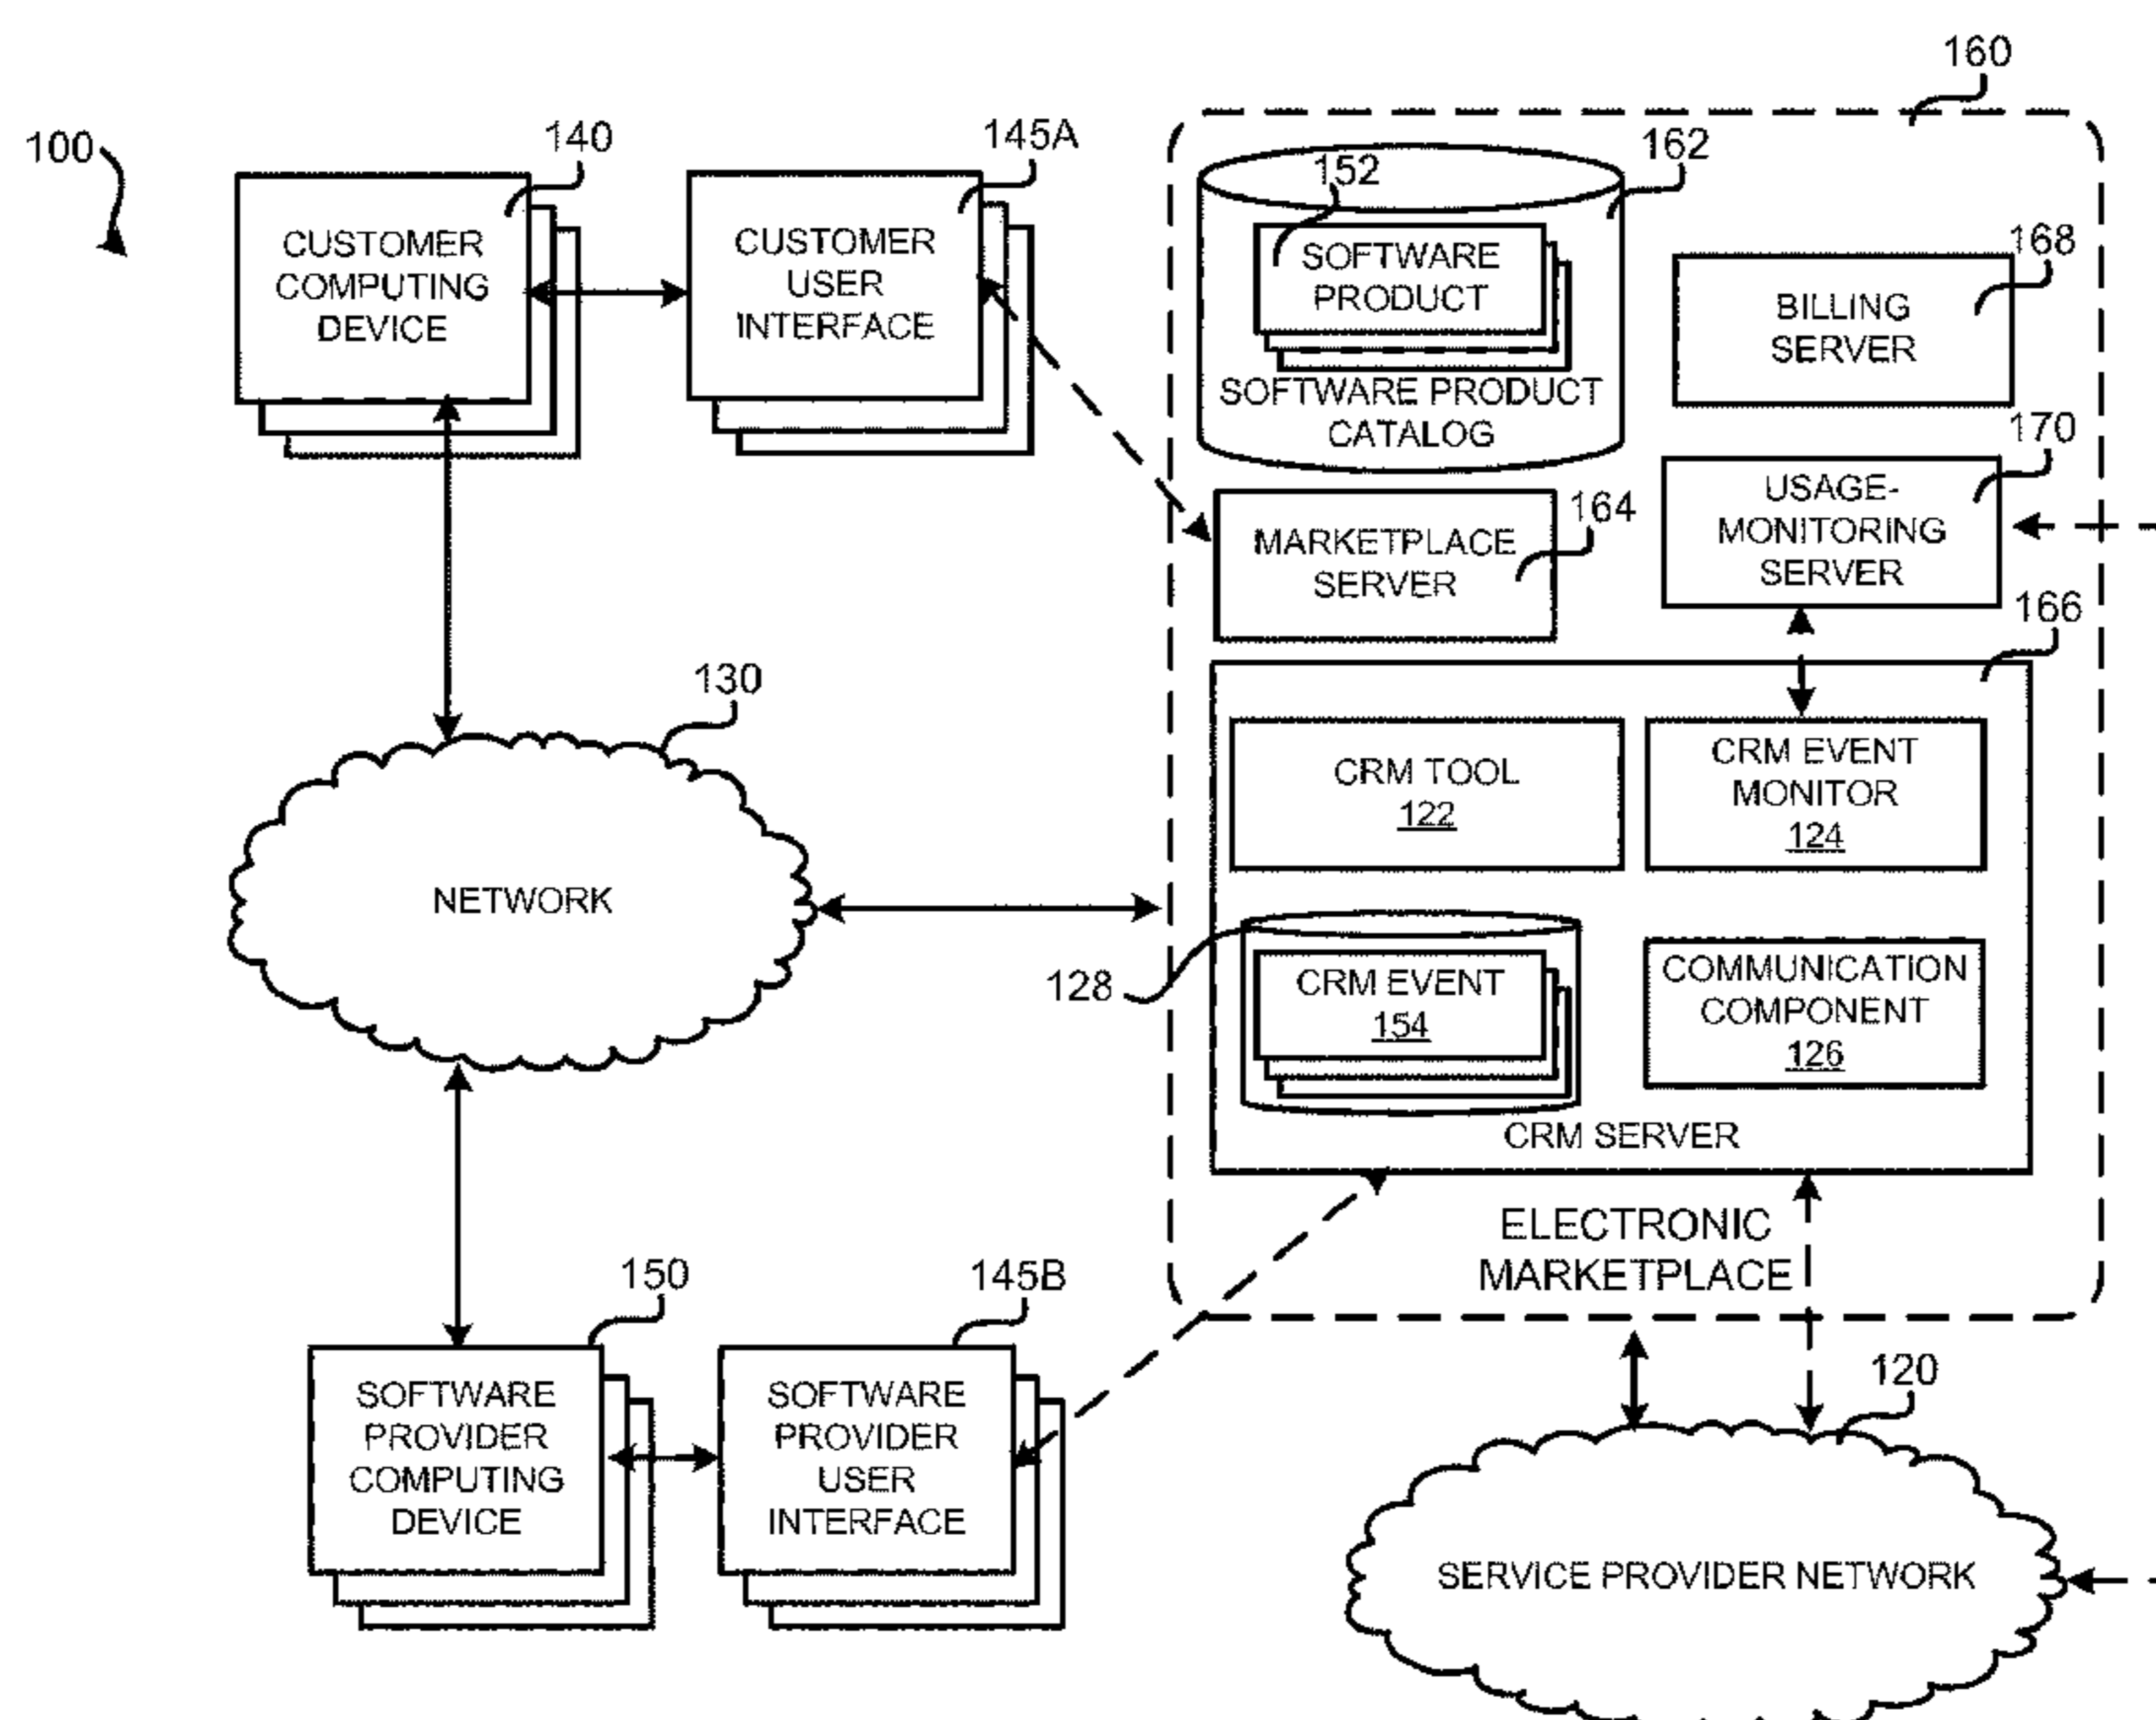 160
100
140
145A
162
152
CUSTOMER
COMPUTING
DEVICE
CUSTOMER
USER
INTERFACE
SOFTWARE
PRODUCT
SOFTWARE PRODUCT
CATALOG
168
BILLING
SERVER
170
USAGE-
MONITORING
SERVER
164
MARKETPLACE
SERVER
166
130
NETWORK
CRM TOOL
122
CRM EVENT
MONITOR
124
128
CRM EVENT
154
COMMUNICATION
COMPONENT
126
CRM SERVER
ELECTRONIC
MARKETPLACE
150
145B
SOFTWARE
PROVIDER
COMPUTING
DEVICE
SOFTWARE
PROVIDER
USER
INTERFACE
120
SERVICE PROVIDER NETWORK